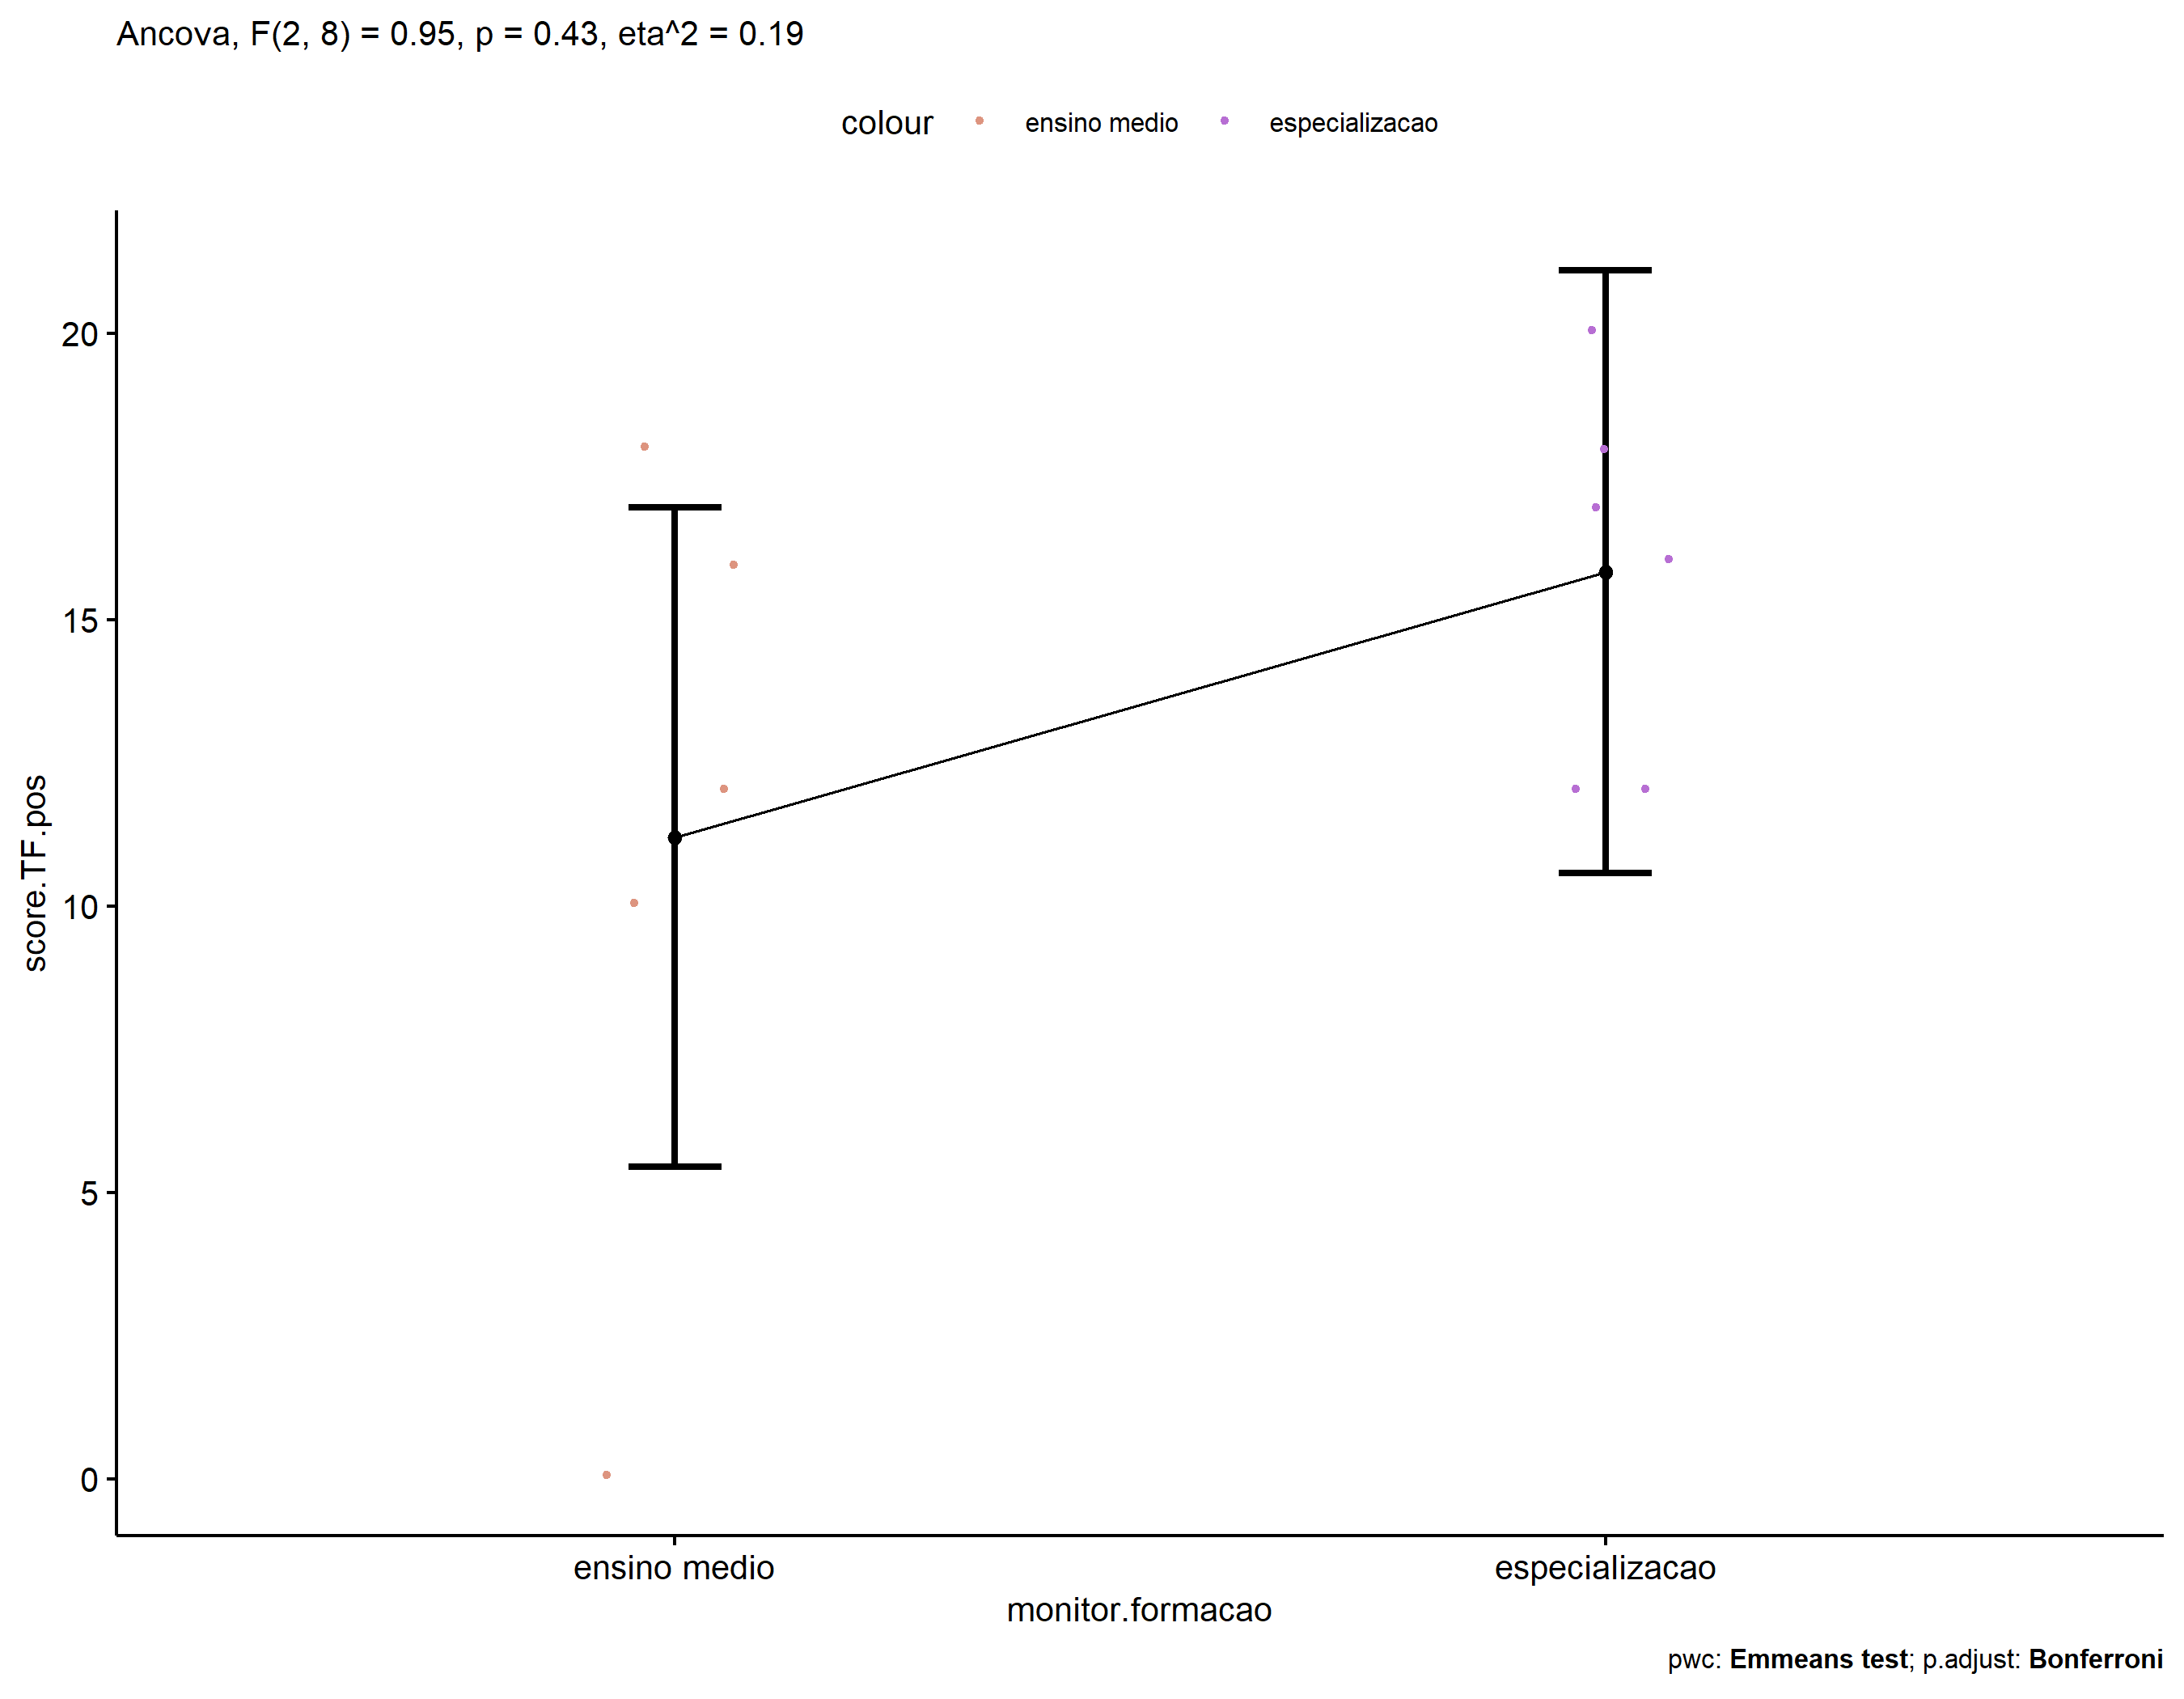 Ancova, F(2, 8) = 0.95, p = 0.43, eta^2 = 0.19
colour ensino medio especializacao
score.TF.pos
20
15
10
5
0
ensino medio especializacao
monitor.formacao
pwc: Emmeans test; p.adjust: Bonferroni